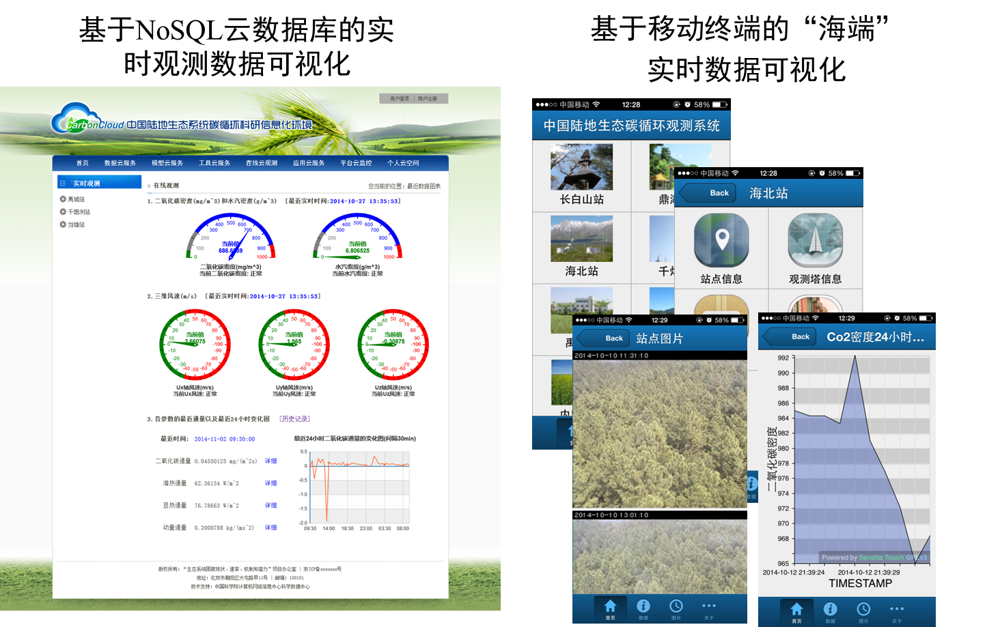 基于NoSQL云数据库的实
时观测数据可视化
用户登录 | 用户注册
CarbonCloud 中国陆地生态系统碳循环科研信息化环境
首页 数据云服务 模型云服务 工具云服务 在线云观测 应用云服务 平台云监控 个人云空间
实时观测
禹城站
千烟洲站
当雄站
在线观测
您当前的位置: 最近数据图表
1. 二氧化碳密度(mg/m^3)和水汽密度(g/m^3) [最近实时时间:2014-10-27 13:35:53]
0 100 200 300 400 500 600 700 800 900 1000
当前值
二氧化碳密度(mg/m^3)
当前二氧化碳密度: 正常
0 100 200 300 400 500 600 700 800 900 1000
当前值
6.806525
水汽密度(g/m^3)
当前水汽密度: 正常
2. 三维风速(m/s) [最近实时时间:2014-10-27 13:35:53]
当前值
3.66075
Ux轴风速(m/s)
当前Ux风速: 正常
当前值
1.565
Uy轴风速(m/s)
当前Uy风速: 正常
当前值
-0.30875
Uz轴风速(m/s)
当前Uz风速: 正常
3. 各参数的最近通量以及最近24小时变化图 [历史记录]
最近时间: 2014-11-02 09:30:00
二氧化碳通量 0.04550125 mg/(m^2s) 详细
潜热通量 62.36134 W/m^2 详细
显热通量 76.78663 W/m^2 详细
动量通量 0.2000788 kg/(ms^2) 详细
最近24小时二氧化碳通量的变化图(间隔30min)
0.5
0
-0.5
-1.0
-1.5
-2.0
09:30 14:00 18:30 23:00 03:30 08:00
版权所有: “生态系统固碳现状、速率、机制和潜力”项目办公室 | 京ICP备xxxxxxx号
地址: 北京市朝阳区大屯路甲11号 | 邮编: 100101
技术支持: 中国科学院计算机网络信息中心科学数据中心
基于移动终端的“海端”
实时数据可视化
中国移动 12:28 58%
中国陆地生态碳循环观测系统
长白山站
海北站
中国移动 12:28 58%
Back 海北站
站点信息 观测塔信息
中国移动 12:29 58%
Back 站点图片
2014-10-10 11:31:10
2014-10-10 13:01:10
首页 数据 图片 关于
中国移动 12:29 58%
Back Co2密度24小时...
二氧化碳密度
992
990
988
986
984
982
980
978
976
974
972
970
968
965
Powered by Sencha Touch GPLv3
2014-10-12 21:39:24 2014-10-12 21:39:29
TIMESTAMP
首页 数据 图片 关于